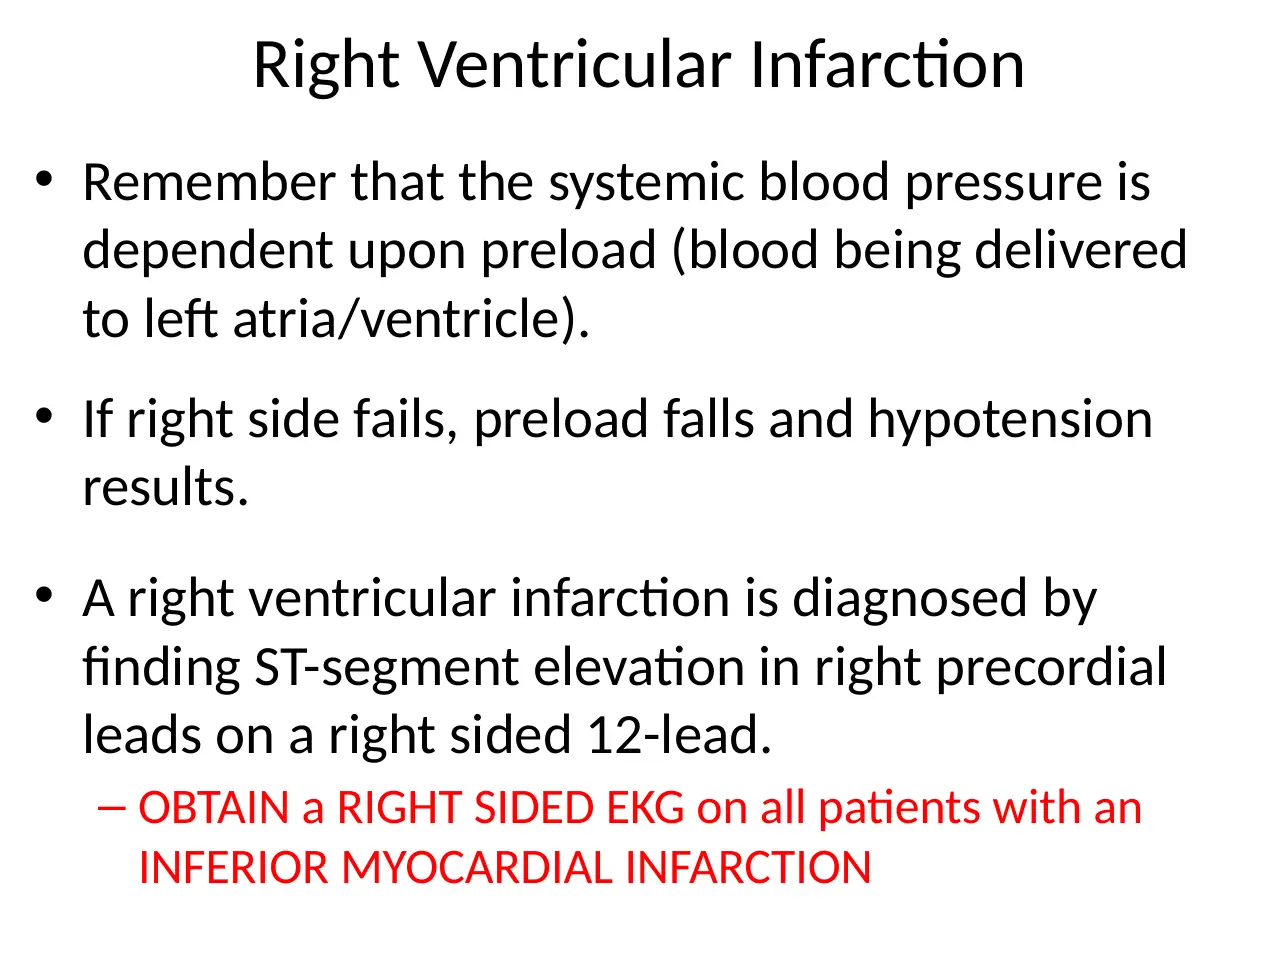 Right Ventricular Infarction
• Remember that the systemic blood pressure is
dependent upon preload (blood being delivered
to left atria/ventricle).
• If right side fails, preload falls and hypotension
results.
• A right ventricular infarction is diagnosed by
finding ST-segment elevation in right precordial
leads on a right sided 12-lead.
– OBTAIN a RIGHT SIDED EKG on all patients with an
INFERIOR MYOCARDIAL INFARCTION